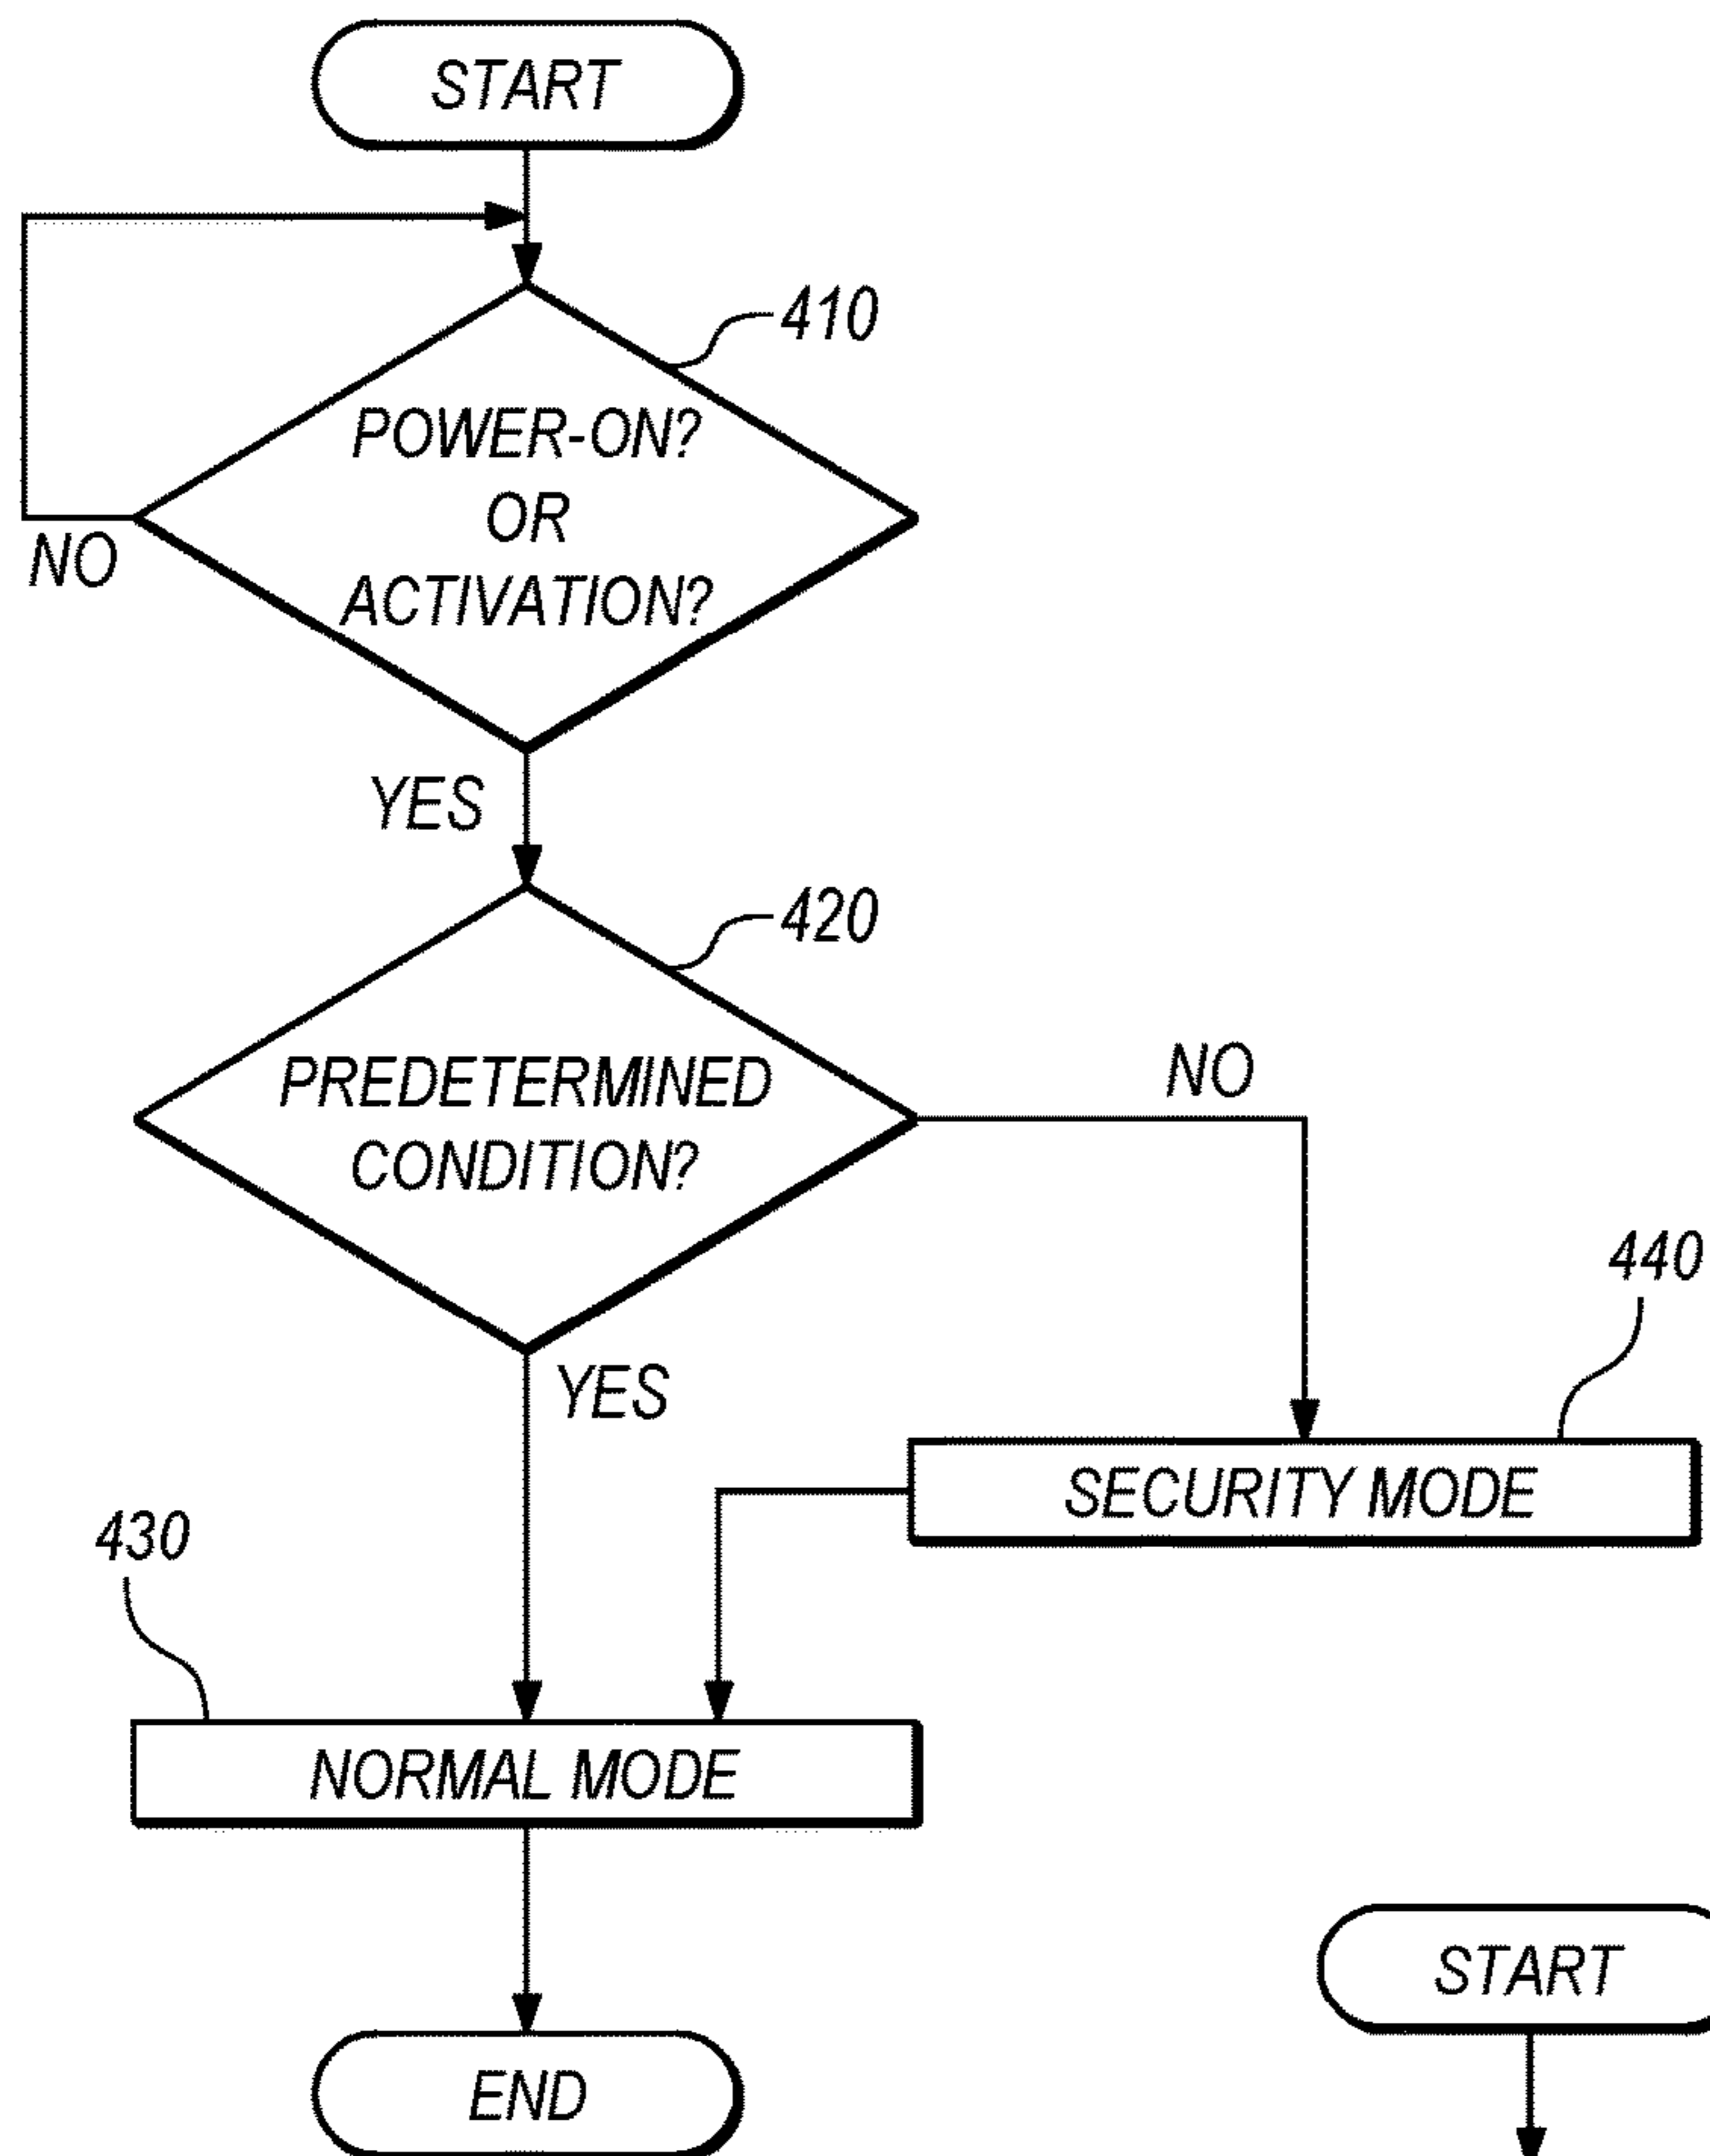 START
410
POWER-ON?
OR
ACTIVATION?
NO
YES
420
PREDETERMINED
CONDITION?
NO
YES
440
SECURITY MODE
430
NORMAL MODE
END
START